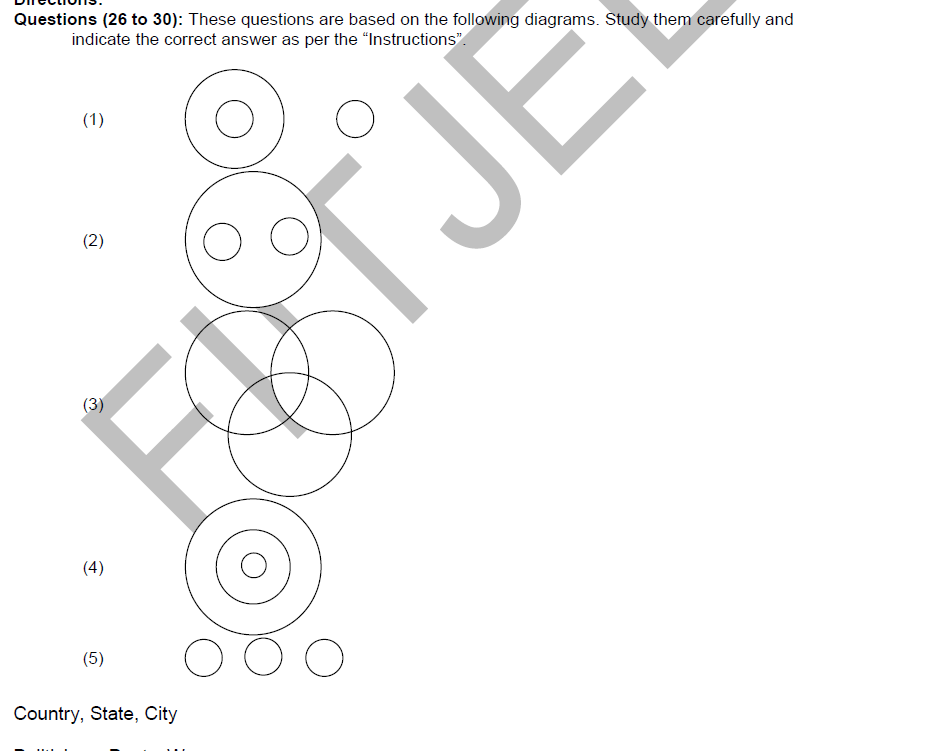 Directions:
Questions (26 to 30): These questions are based on the following diagrams. Study them carefully and
indicate the correct answer as per the “Instructions”.
(1)
(2)
(3)
(4)
(5)
FIITJEE
Country, State, City